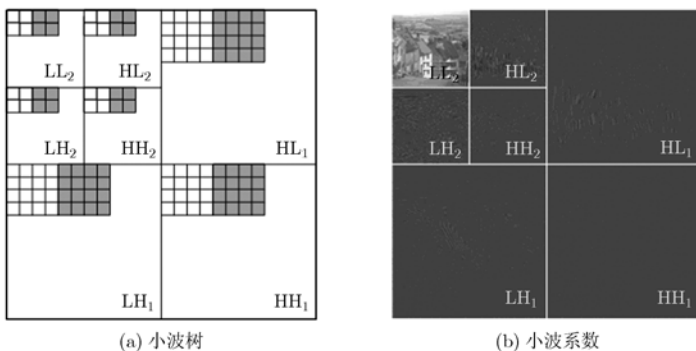 LL₂ HL₂
LH₂ HH₂ HL₁
LH₁ HH₁
(a) 小波树
LL₂ HL₂
LH₂ HH₂ HL₁
LH₁ HH₁
(b) 小波系数